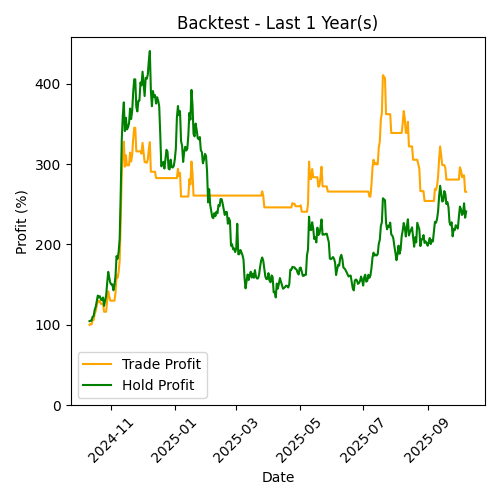 Backtest - Last 1 Year(s)
400
300
200
100
0
Profit (%)
Trade Profit
Hold Profit
2024-11
2025-01
2025-03
2025-05
2025-07
2025-09
Date